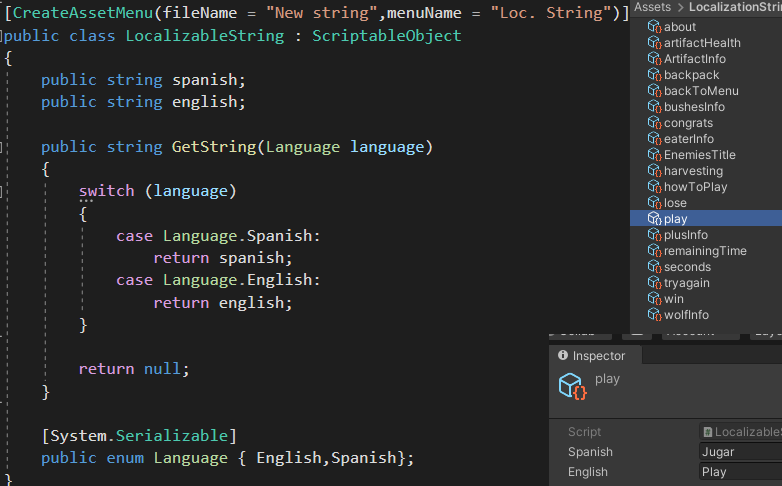 [CreateAssetMenu(fileName = "New string",menuName = "Loc. String")]
public class LocalizableString : ScriptableObject
{
public string spanish;
public string english;
public string GetString(Language language)
{
switch (language)
{
case Language.Spanish:
return spanish;
case Language.English:
return english;
}
return null;
}
[System.Serializable]
public enum Language { English,Spanish};
}
Assets > LocalizationStrin
about
artifactHealth
ArtifactInfo
backpack
backToMenu
bushesInfo
congrats
eaterInfo
EnemiesTitle
harvesting
howToPlay
lose
play
plusInfo
remainingTime
seconds
tryagain
win
wolfInfo
Inspector
play
Script LocalizableS
Spanish Jugar
English Play